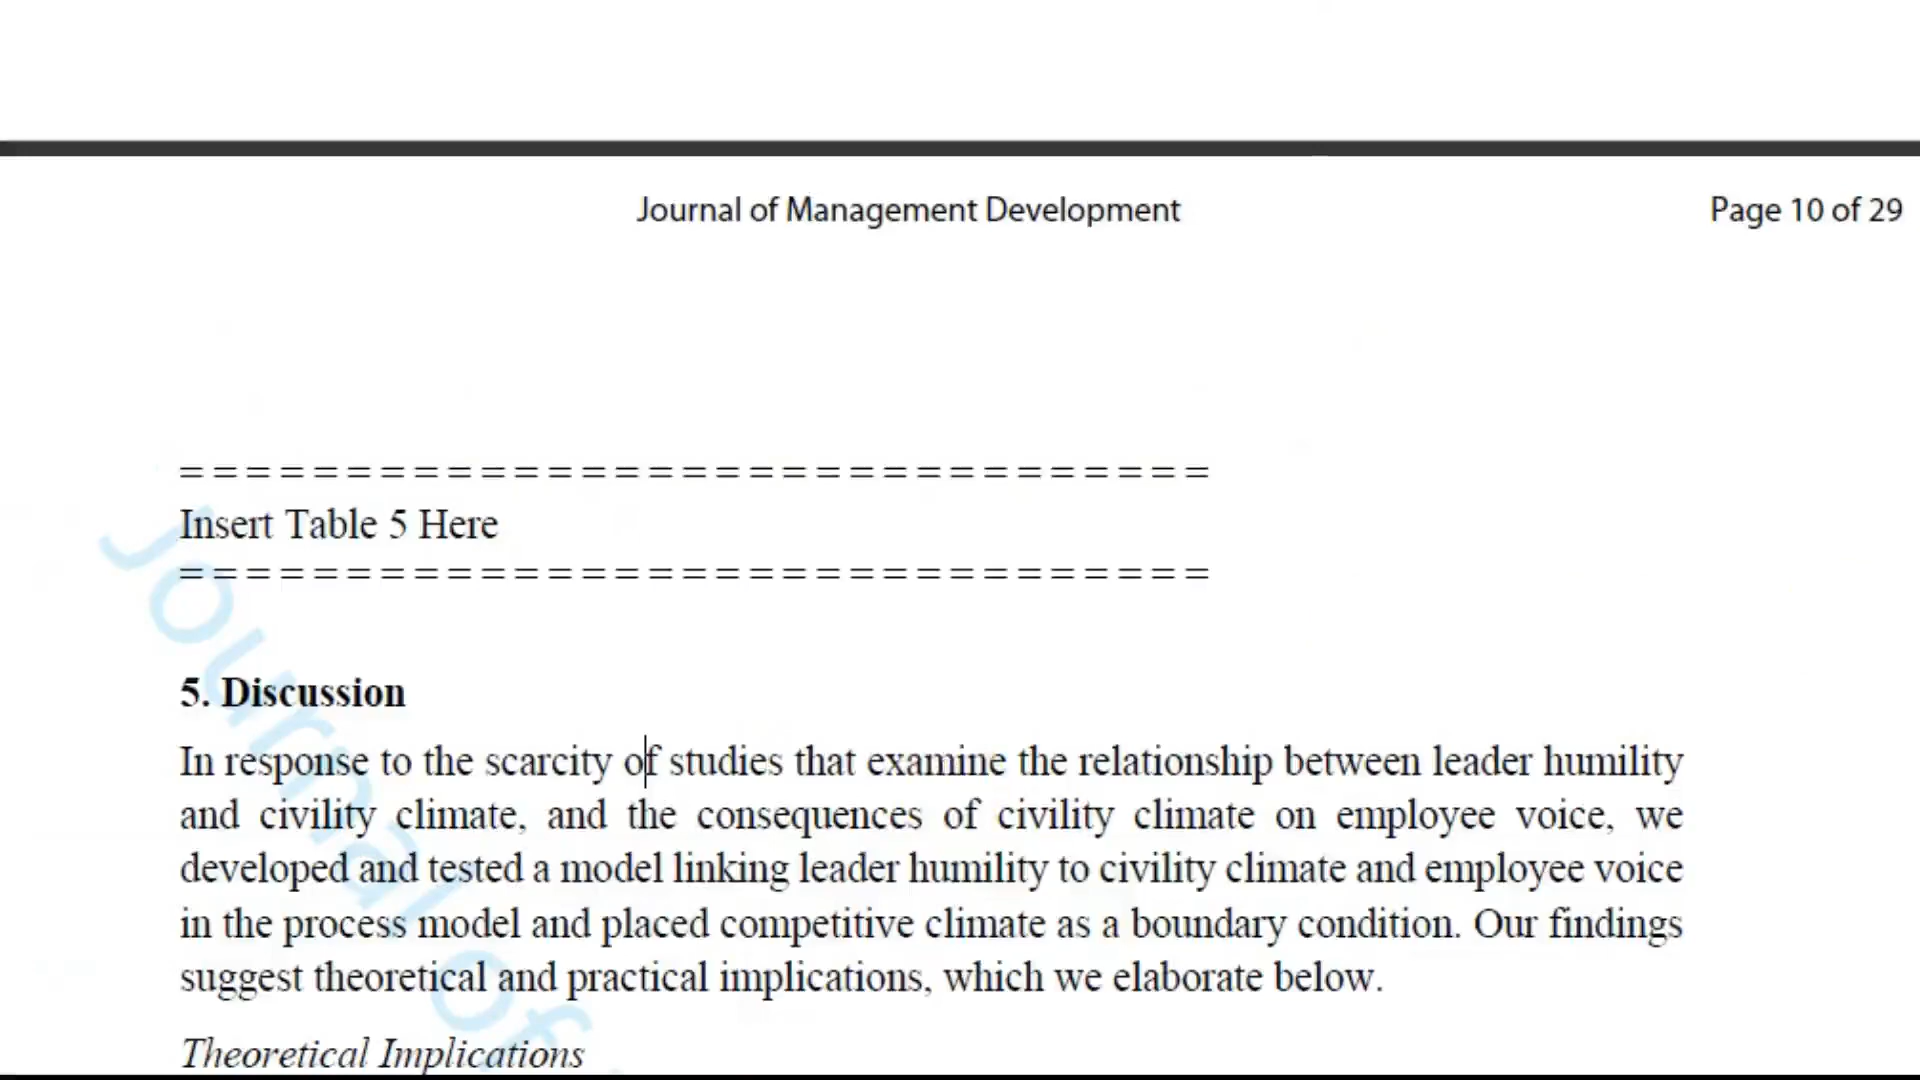 Journal of Management Development
Page 10 of 29
= = = = = = = = = = = = = = = = = = = = = = = = = = = = = = =
Insert Table 5 Here
= = = = = = = = = = = = = = = = = = = = = = = = = = = = = = =
5. Discussion
In response to the scarcity of studies that examine the relationship between leader humility
and civility climate, and the consequences of civility climate on employee voice, we
developed and tested a model linking leader humility to civility climate and employee voice
in the process model and placed competitive climate as a boundary condition. Our findings
suggest theoretical and practical implications, which we elaborate below.
Theoretical Implications
Journal of